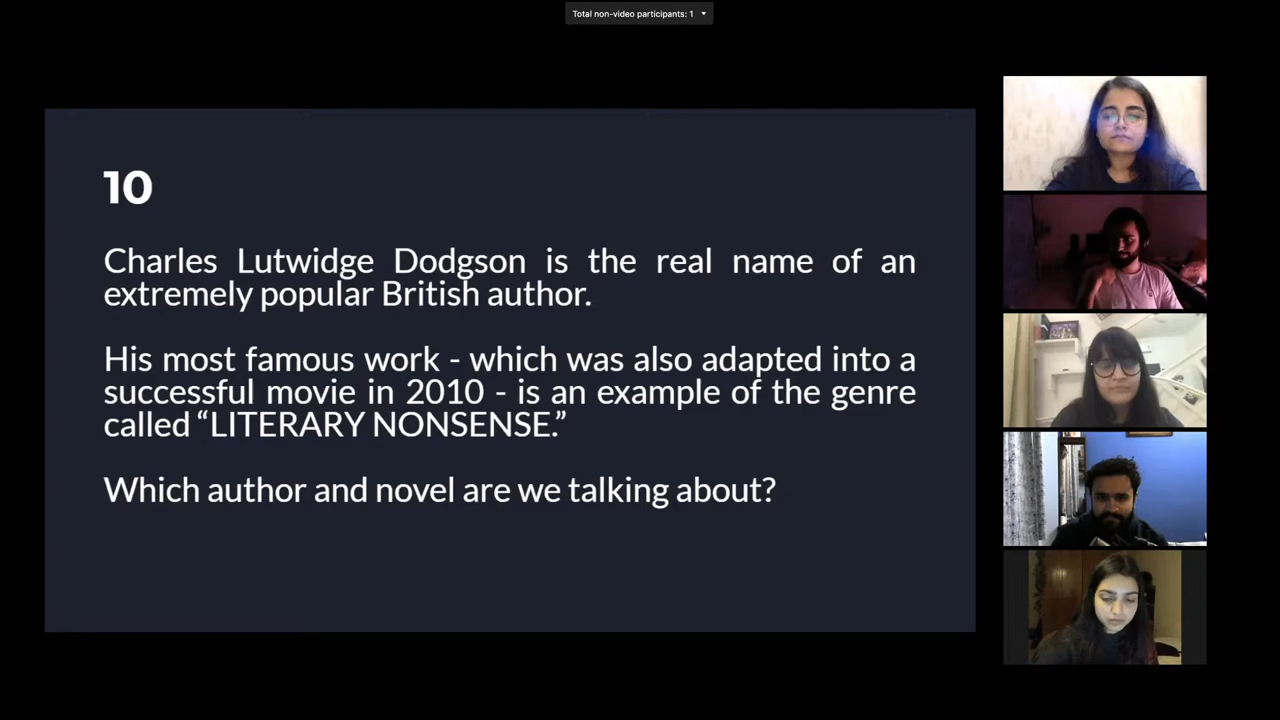 Total non-video participants: 1
10
Charles Lutwidge Dodgson is the real name of an
extremely popular British author.
His most famous work - which was also adapted into a
successful movie in 2010 - is an example of the genre
called “LITERARY NONSENSE.”
Which author and novel are we talking about?